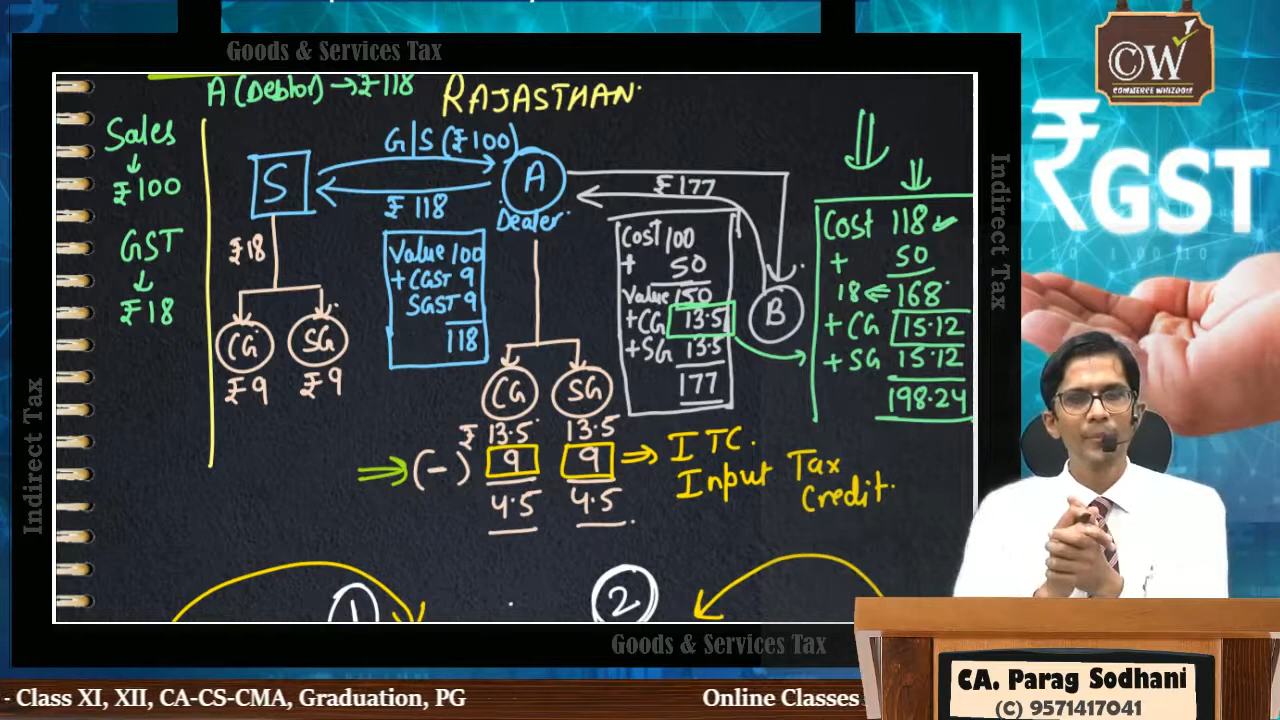 Goods & Services Tax
Indirect Tax
A (Debtor) → ₹118
RAJASTHAN
Sales
↓
₹100
GST
↓
₹18
S
G|S (₹100)
₹118
A
Dealer
Value 100
+ CGST 9
SGST 9
118
₹18
CG
SG
₹9
₹9
₹177
B
Cost 100
+ 50
Value 150
+CG 13.5
+SG 13.5
177
Cost 118
+ 50
18 ← 168
+ CG 15.12
+ SG 15.12
198.24
CG
SG
₹ 13.5 13.5
(-) 9 9 → ITC.
Input Tax
Credit.
4.5 4.5
1
2
Goods & Services Tax
Indirect Tax
CW
COMMERCE WHIZDOM
₹GST
CA. Parag Sodhani
(C) 9571417041
- Class XI, XII, CA-CS-CMA, Graduation, PG
Online Classes